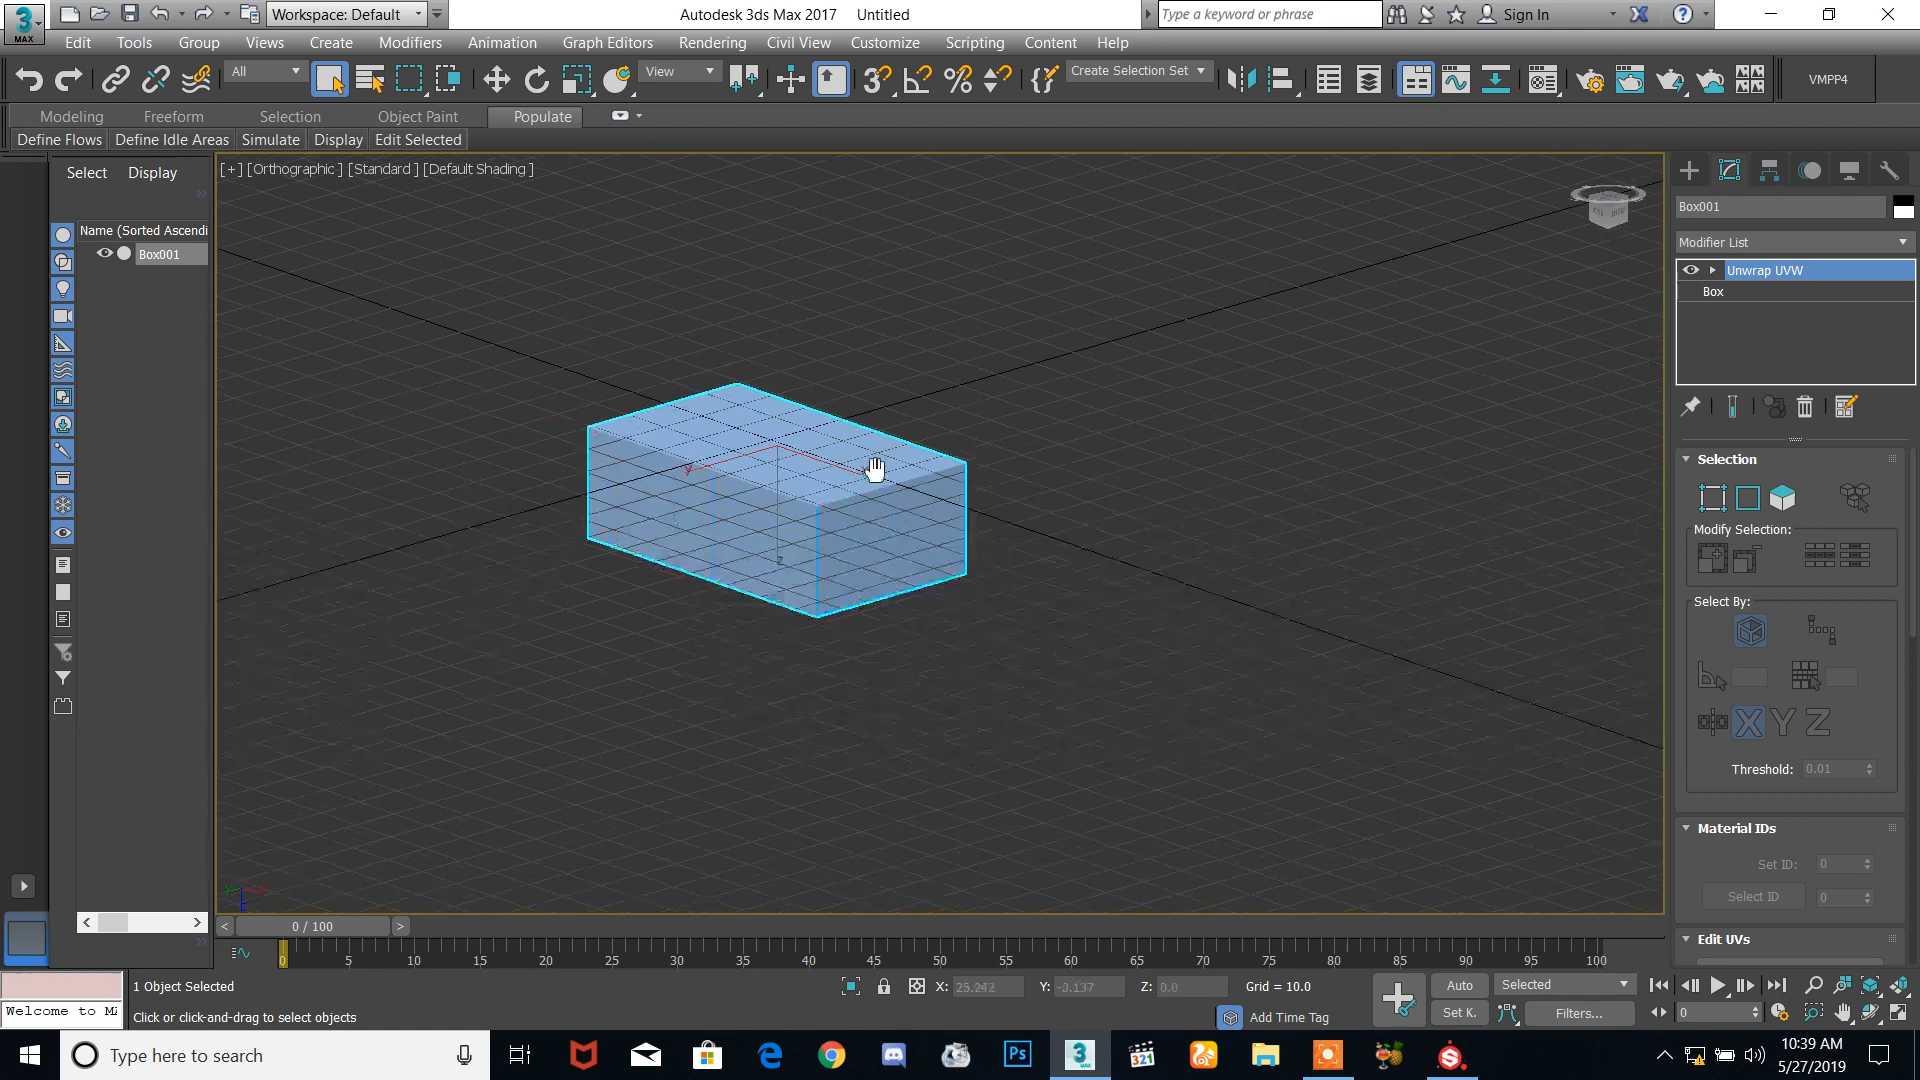 Workspace: Default
Autodesk 3ds Max 2017    Untitled
Type a keyword or phrase
Sign In
MAX
Edit Tools Group Views Create Modifiers Animation Graph Editors Rendering Civil View Customize Scripting Content Help
All
View
Create Selection Set
VMPP4
Modeling Freeform Selection Object Paint Populate
Define Flows Define Idle Areas Simulate Display Edit Selected
Select Display
[+] [Orthographic ] [Standard ] [Default Shading ]
Name (Sorted Ascendi
Box001
Box001
Modifier List
Unwrap UVW
Box
y
z
Selection
Modify Selection:
Select By:
X Y Z
Threshold: 0.01
Material IDs
Set ID: 0
Select ID 0
Edit UVs
< 0 / 100 >
0 5 10 15 20 25 30 35 40 45 50 55 60 65 70 75 80 85 90 95 100
1 Object Selected
X: 25.242 Y: -3.137 Z: 0.0 Grid = 10.0
Auto Selected
Welcome to MA
Click or click-and-drag to select objects
Add Time Tag
Set K. Filters...
0
Type here to search
Ps
3
MAX
321
10:39 AM
5/27/2019